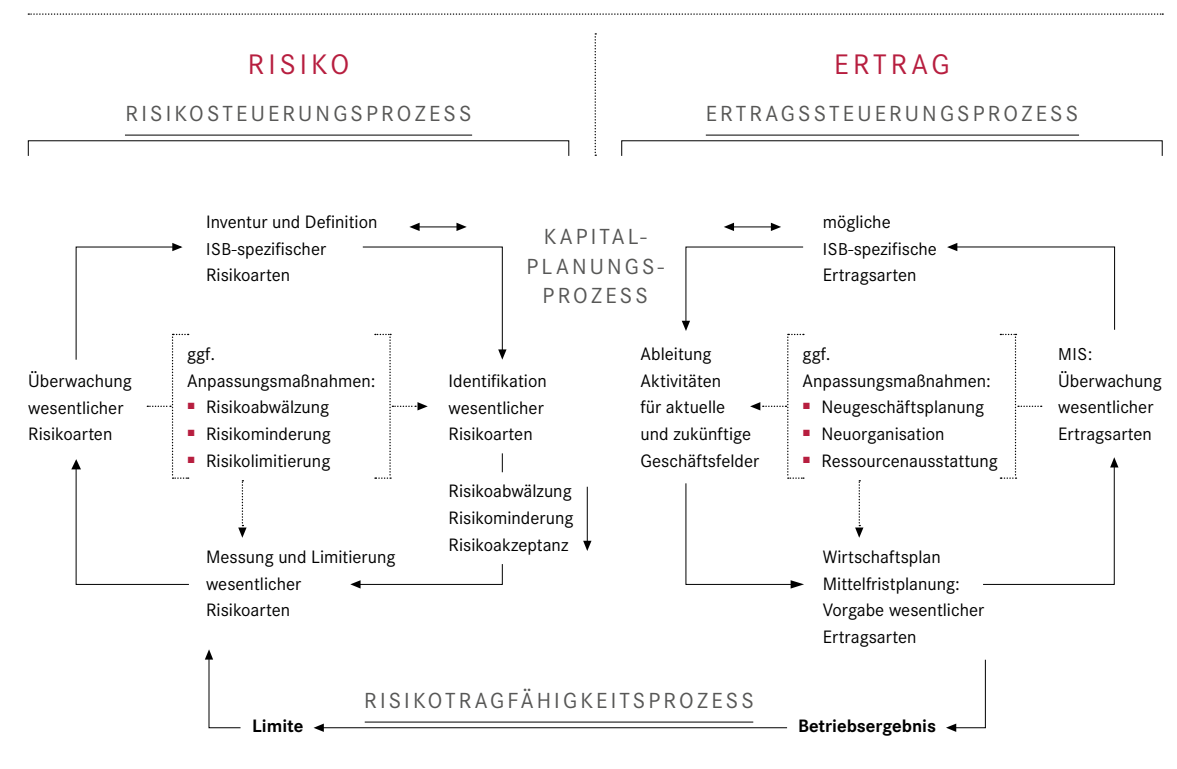 RISIKO
RISIKOSTEUERUNGSPROZESS
ERTRAG
ERTRAGSSTEUERUNGSPROZESS
Inventur und Definition
ISB-spezifischer
Risikoarten
KAPITAL-
PLANUNGS-
PROZESS
mögliche
ISB-spezifische
Ertragsarten
Überwachung
wesentlicher
Risikoarten
ggf.
Anpassungsmaßnahmen:
Risikoabwälzung
Risikominderung
Risikolimitierung
Identifikation
wesentlicher
Risikoarten
Risikoabwälzung
Risikominderung
Risikoakzeptanz
Messung und Limitierung
wesentlicher
Risikoarten
Ableitung
Aktivitäten
für aktuelle
und zukünftige
Geschäftsfelder
ggf.
Anpassungsmaßnahmen:
Neugeschäftsplanung
Neuorganisation
Ressourcenausstattung
MIS:
Überwachung
wesentlicher
Ertragsarten
Wirtschaftsplan
Mittelfristplanung:
Vorgabe wesentlicher
Ertragsarten
RISIKOTRAGFÄHIGKEITSPROZESS
Limite
Betriebsergebnis